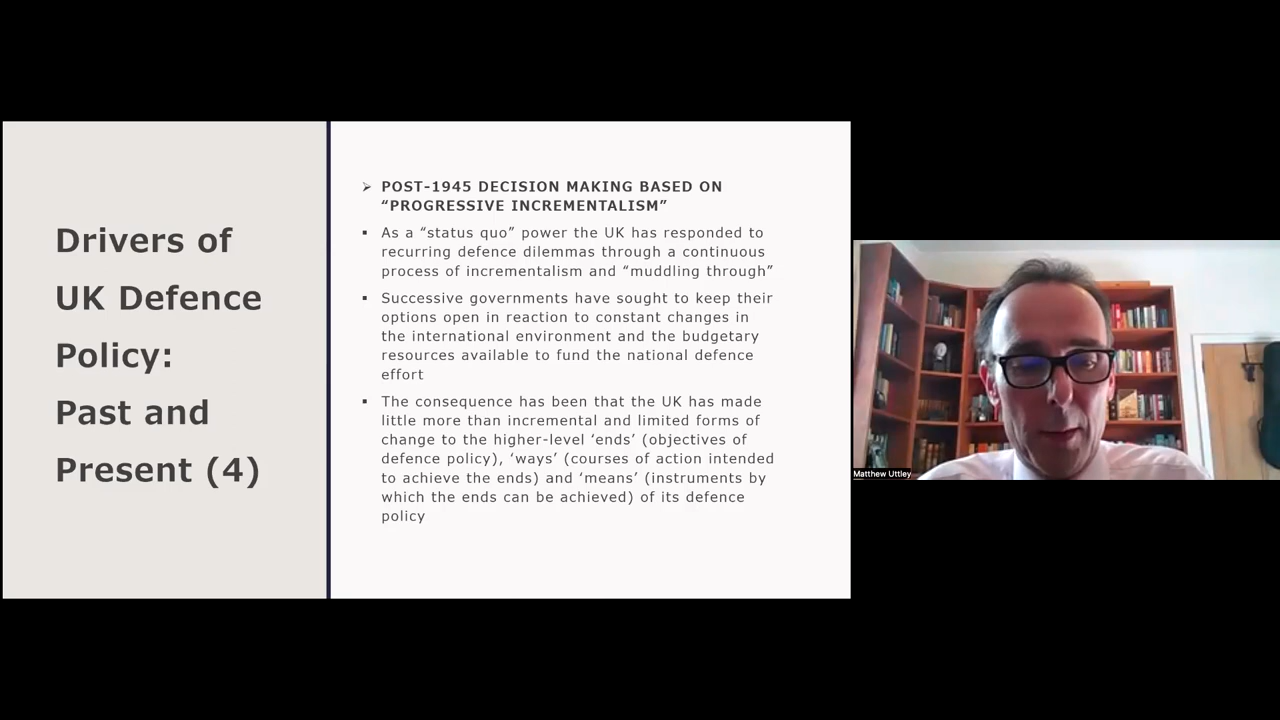 Drivers of
UK Defence
Policy:
Past and
Present (4)
➢ POST-1945 DECISION MAKING BASED ON
“PROGRESSIVE INCREMENTALISM”
▪ As a “status quo” power the UK has responded to
recurring defence dilemmas through a continuous
process of incrementalism and “muddling through”
▪ Successive governments have sought to keep their
options open in reaction to constant changes in
the international environment and the budgetary
resources available to fund the national defence
effort
▪ The consequence has been that the UK has made
little more than incremental and limited forms of
change to the higher-level ‘ends’ (objectives of
defence policy), ‘ways’ (courses of action intended
to achieve the ends) and ‘means’ (instruments by
which the ends can be achieved) of its defence
policy
Matthew Uttley